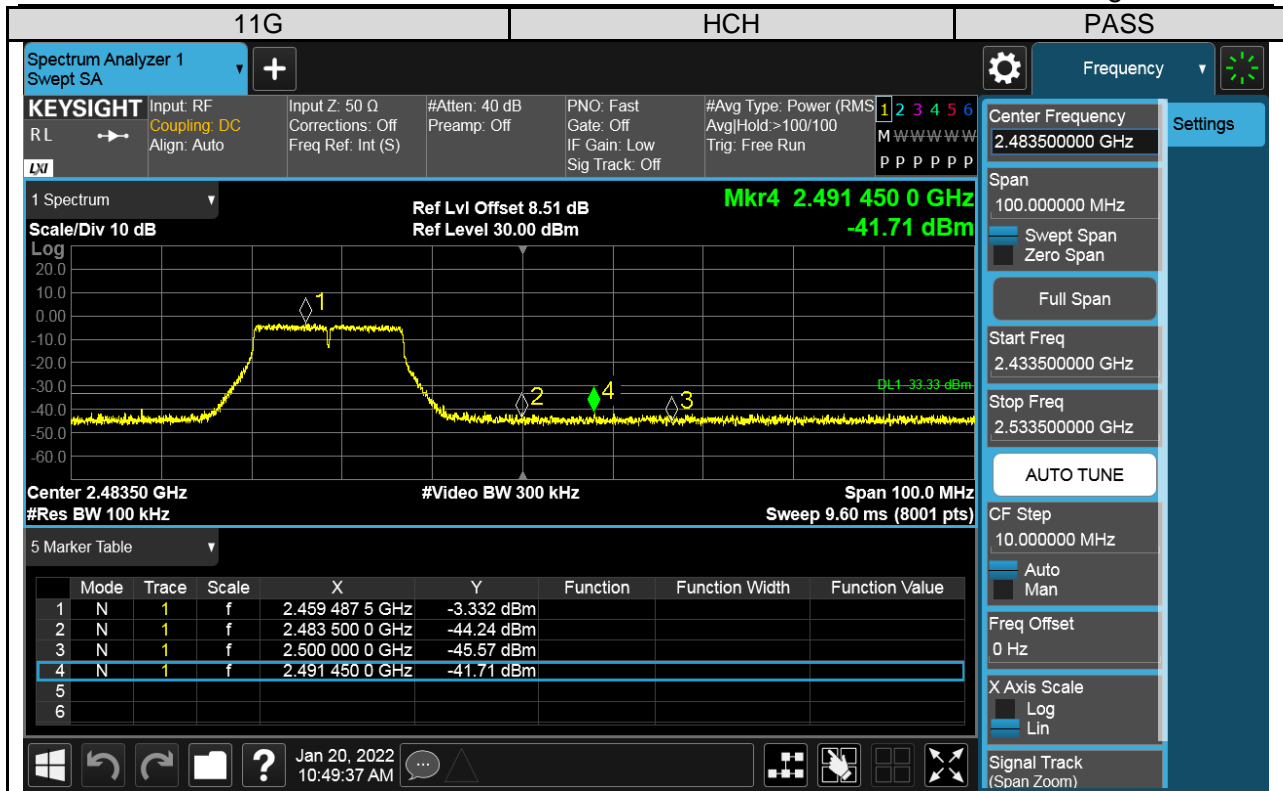 11G HCH PASS
Spectrum Analyzer 1
Swept SA
+
Frequency
KEYSIGHT
R L
LXI
Input: RF
Coupling: DC
Align: Auto
Input Z: 50 Ω
Corrections: Off
Freq Ref: Int (S)
#Atten: 40 dB
Preamp: Off
PNO: Fast
Gate: Off
IF Gain: Low
Sig Track: Off
#Avg Type: Power (RMS
Avg|Hold:>100/100
Trig: Free Run
1 2 3 4 5 6
M W W W W W
P P P P P P
1 Spectrum
Scale/Div 10 dB
Ref Lvl Offset 8.51 dB
Ref Level 30.00 dBm
Mkr4 2.491 450 0 GHz
-41.71 dBm
Log
20.0
10.0
0.00
-10.0
-20.0
-30.0
-40.0
-50.0
-60.0
1
2
4
3
DL1 -33.33 dBm
Center 2.48350 GHz
#Video BW 300 kHz
Span 100.0 MHz
#Res BW 100 kHz
Sweep 9.60 ms (8001 pts)
5 Marker Table
Mode Trace Scale X Y Function Function Width Function Value
1 N 1 f 2.459 487 5 GHz -3.332 dBm
2 N 1 f 2.483 500 0 GHz -44.24 dBm
3 N 1 f 2.500 000 0 GHz -45.57 dBm
4 N 1 f 2.491 450 0 GHz -41.71 dBm
5
6
?
Jan 20, 2022
10:49:37 AM
Center Frequency
2.483500000 GHz
Settings
Span
100.000000 MHz
Swept Span
Zero Span
Full Span
Start Freq
2.433500000 GHz
Stop Freq
2.533500000 GHz
AUTO TUNE
CF Step
10.000000 MHz
Auto
Man
Freq Offset
0 Hz
X Axis Scale
Log
Lin
Signal Track
(Span Zoom)